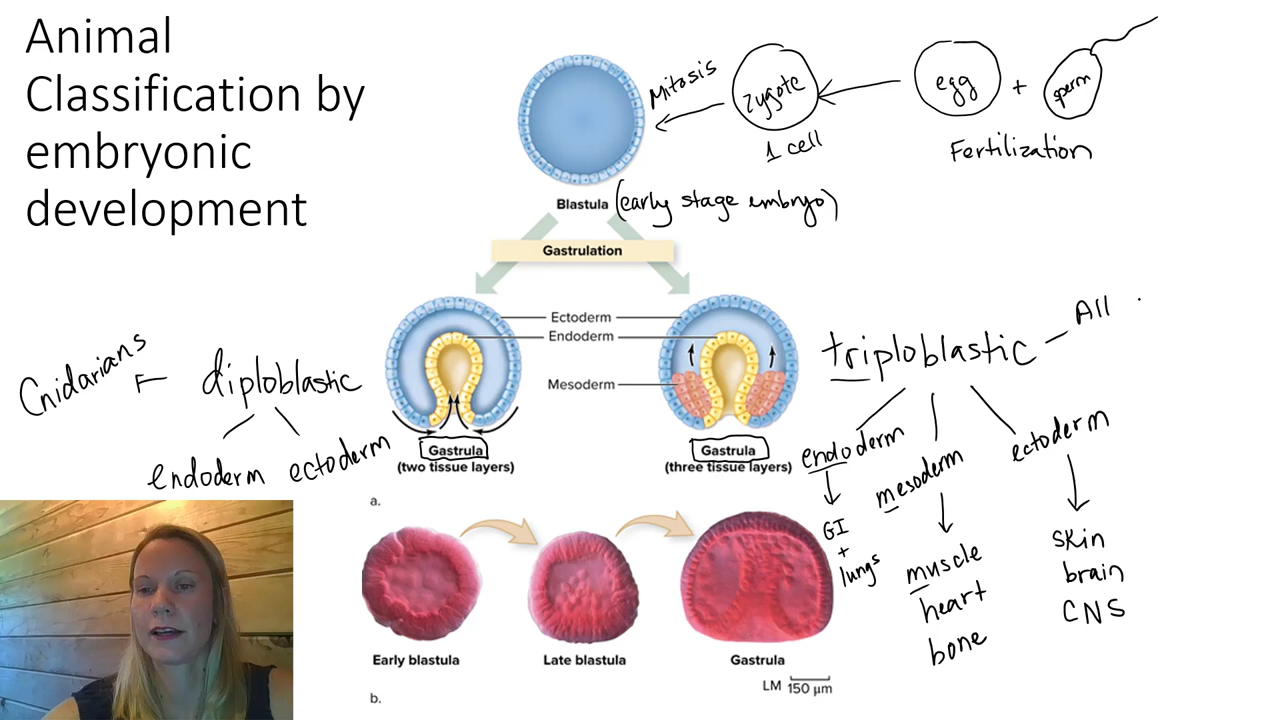 Animal
Classification by
embryonic
development
Mitosis
zygote
1 cell
egg
+
sperm
Fertilization
Blastula
(early stage embryo)
Gastrulation
Ectoderm
Endoderm
Mesoderm
Cnidarians
diploblastic
endoderm
ectoderm
Gastrula
(two tissue layers)
Gastrula
(three tissue layers)
triploblastic
All
endoderm
mesoderm
ectoderm
GI
+
lungs
muscle
heart
bone
skin
brain
CNS
a.
Early blastula
Late blastula
Gastrula
LM 150 µm
b.